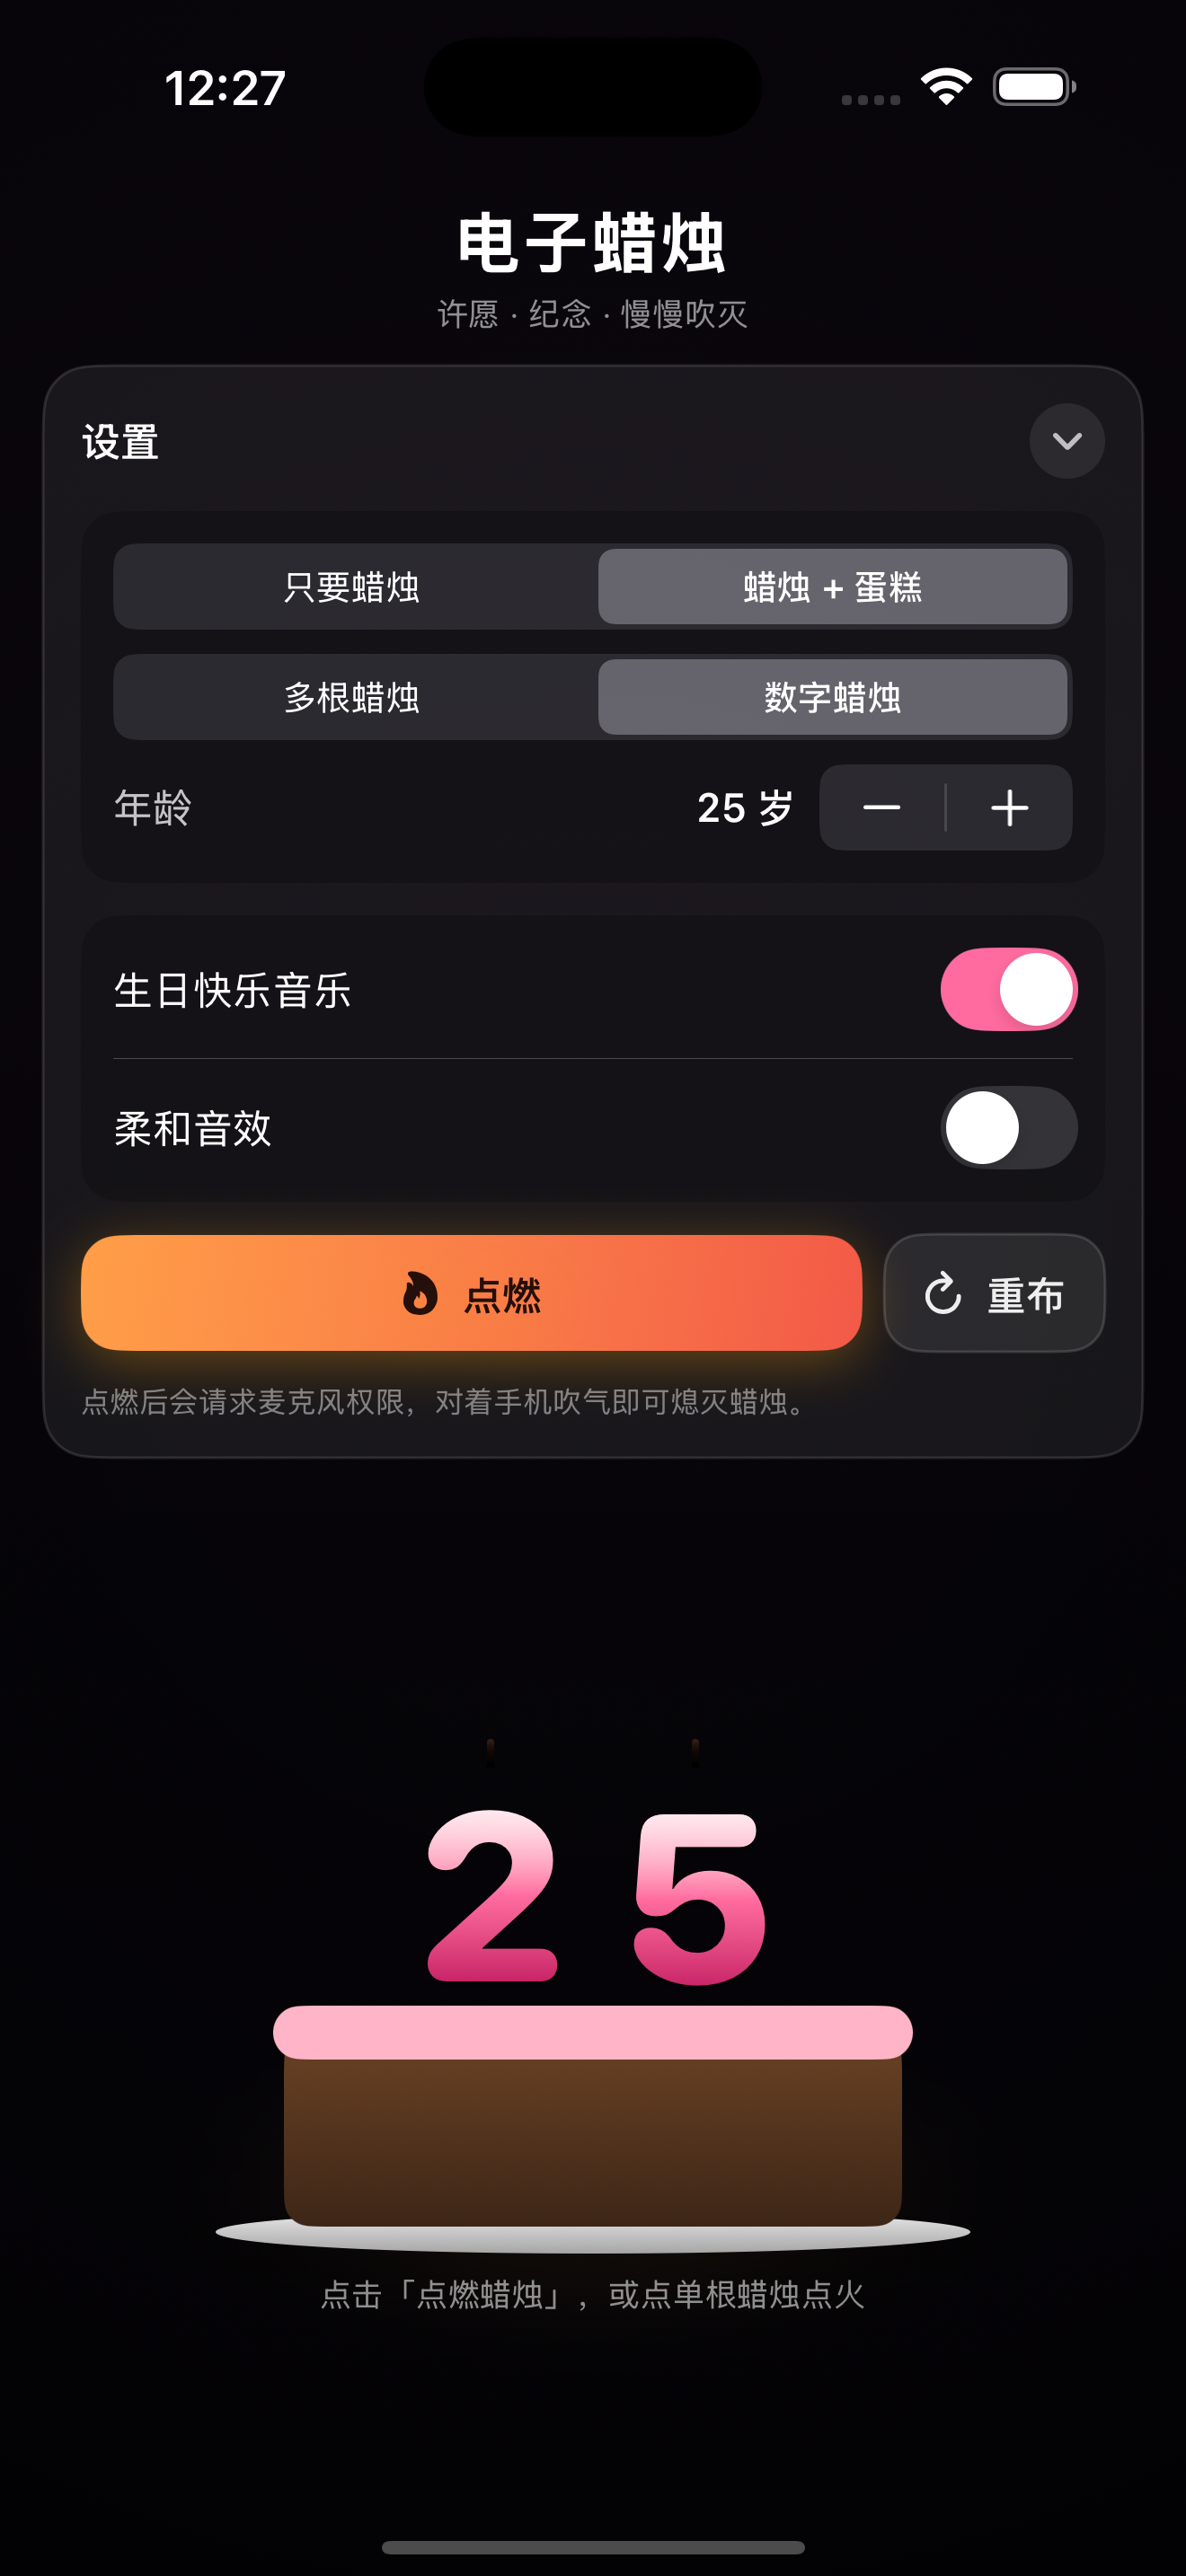 12:27
电子蜡烛
许愿 · 纪念 · 慢慢吹灭
设置
只要蜡烛
蜡烛 + 蛋糕
多根蜡烛
数字蜡烛
年龄
25 岁
生日快乐音乐
柔和音效
点燃
重布
点燃后会请求麦克风权限，对着手机吹气即可熄灭蜡烛。
2 5
点击「点燃蜡烛」，或点单根蜡烛点火